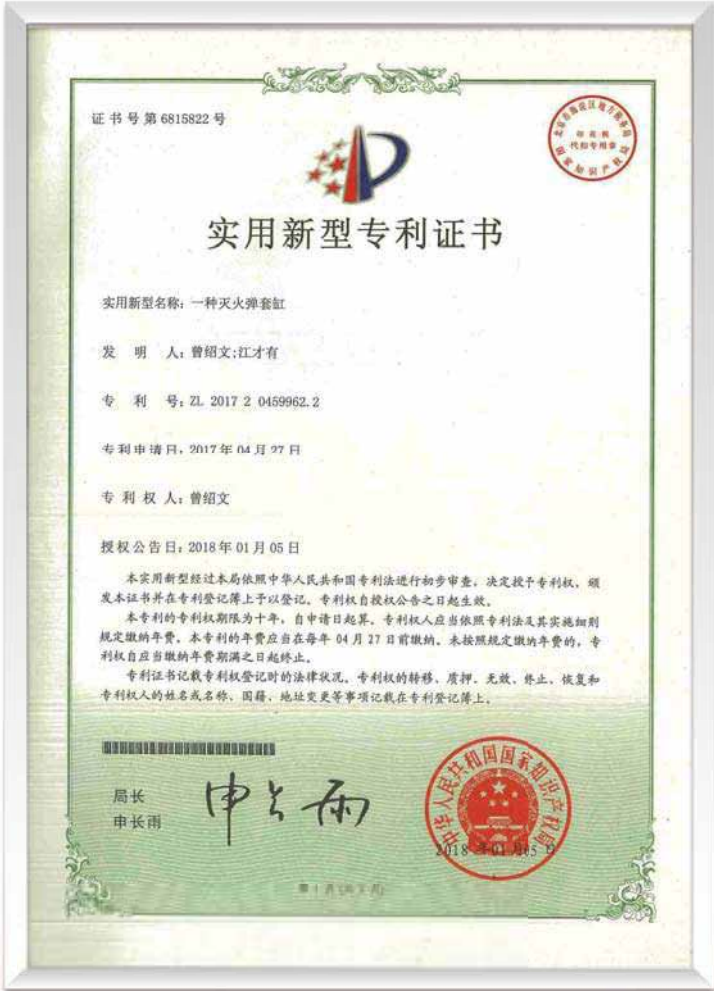 证书号第6815822号
实用新型专利证书
实用新型名称：一种灭火弹套缸
发明人：曾绍文;江才有
专利号：ZL 2017 2 0459962.2
专利申请日：2017年04月27日
专利权人：曾绍文
授权公告日：2018年01月05日
本实用新型经过本局依照中华人民共和国专利法进行初步审查，决定授予专利权，颁
发本证书并在专利登记簿上予以登记。专利权自授权公告之日起生效。
本专利的专利权期限为十年，自申请日起算。专利权人应当依照专利法及其实施细则
规定缴纳年费。本专利的年费应当在每年04月27日前缴纳。未按照规定缴纳年费的，专
利权自应当缴纳年费期满之日起终止。
专利证书记载专利权登记时的法律状况。专利权的转移、质押、无效、终止、恢复和
专利权人的姓名或名称、国籍、地址变更等事项记载在专利登记簿上。
局长
申长雨
申长雨
中华人民共和国国家知识产权局
2018年01月05日